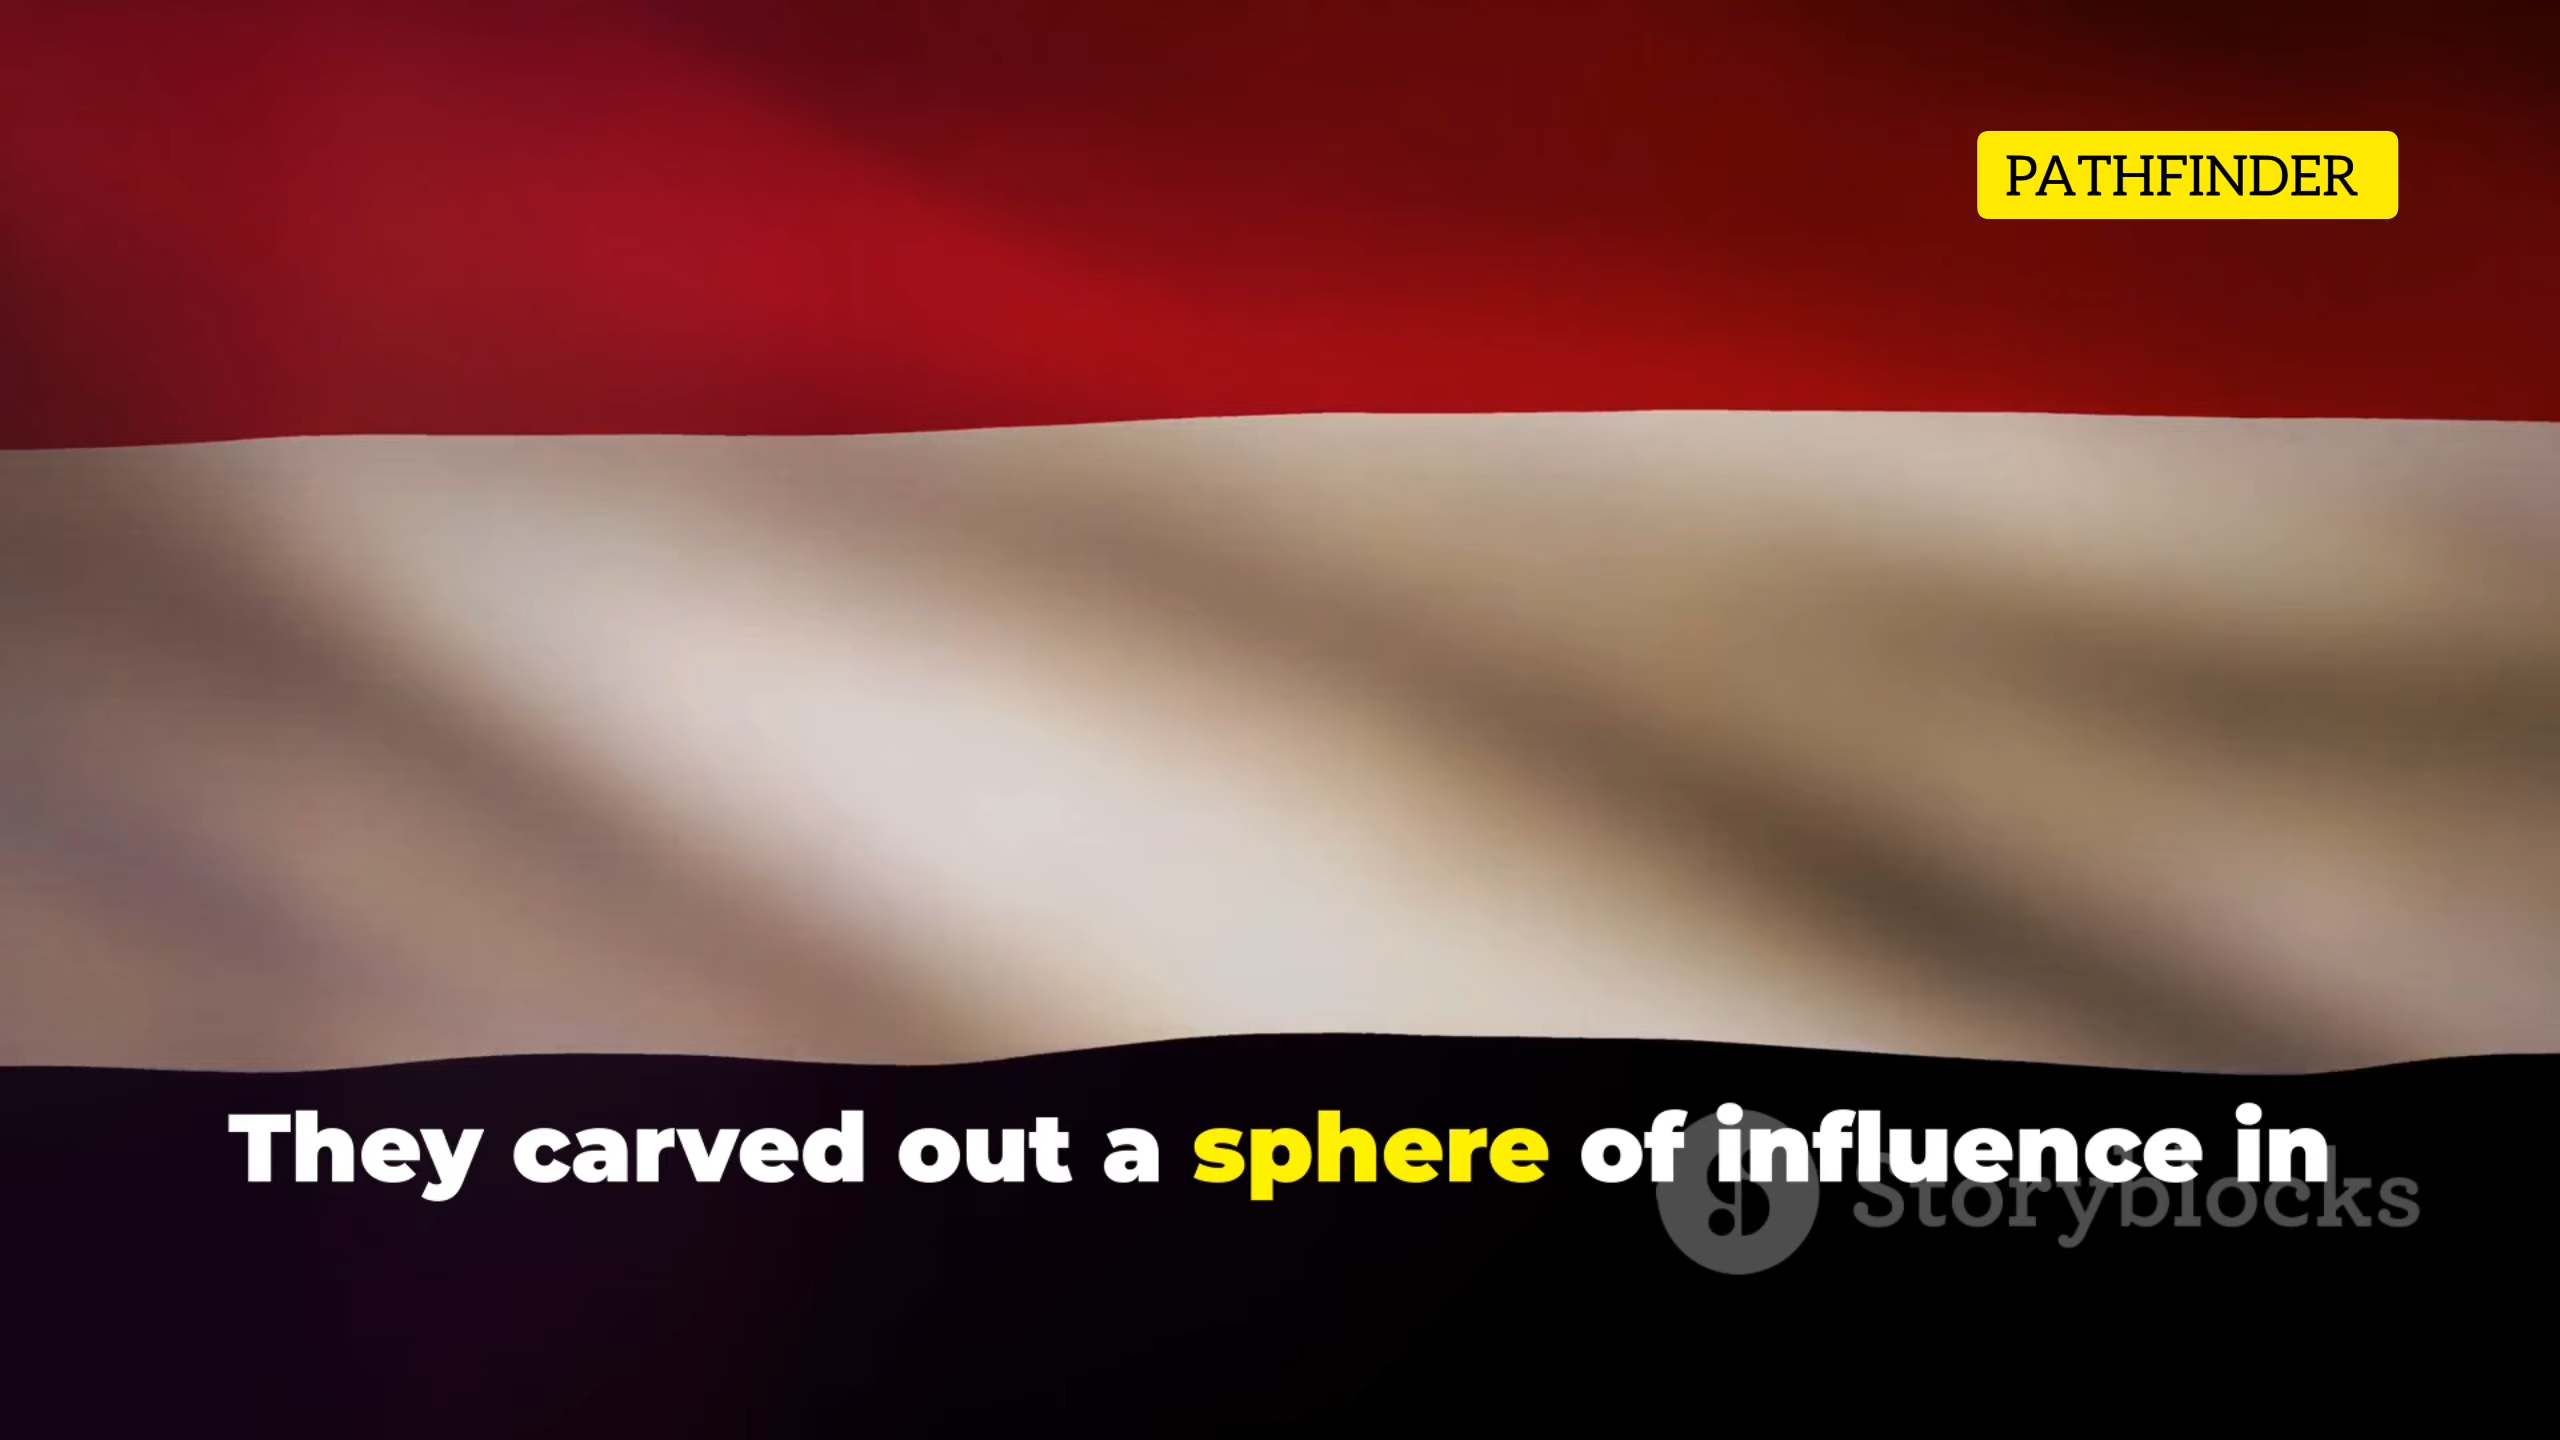 PATHFINDER
They carved out a sphere of influence in
Storyblocks